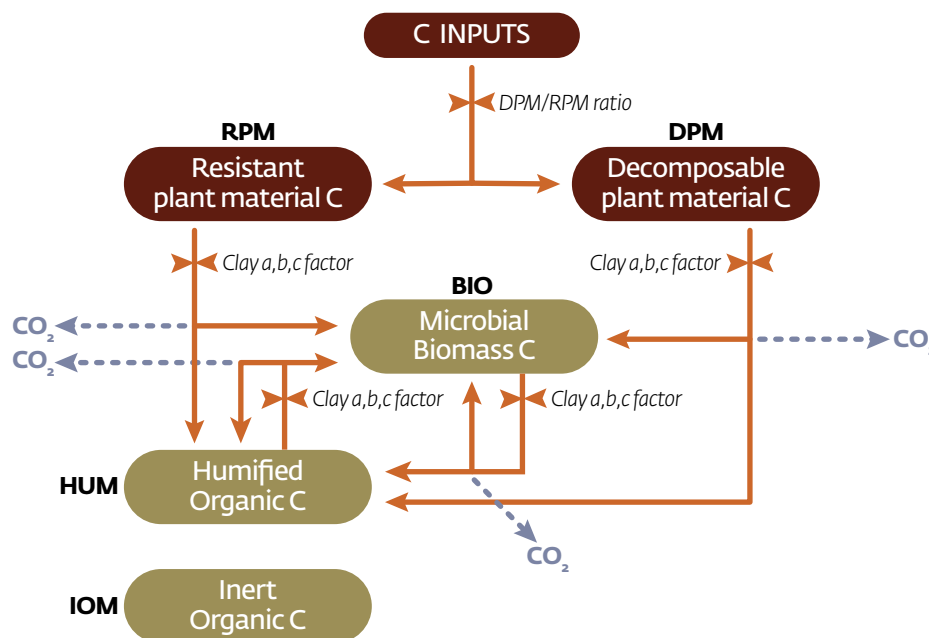 C INPUTS
DPM/RPM ratio
RPM
DPM
Resistant
plant material C
Decomposable
plant material C
Clay a,b,c factor
Clay a,b,c factor
BIO
Microbial
Biomass C
CO₂
CO₂
CO₂
Clay a,b,c factor
Clay a,b,c factor
HUM
Humified
Organic C
CO₂
IOM
Inert
Organic C